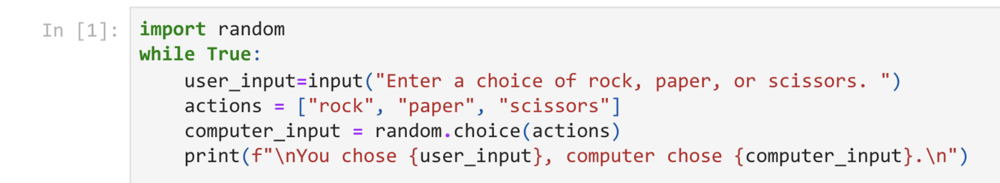 In [1]: import random
while True:
    user_input=input("Enter a choice of rock, paper, or scissors. ")
    actions = ["rock", "paper", "scissors"]
    computer_input = random.choice(actions)
    print(f"\nYou chose {user_input}, computer chose {computer_input}.\n")